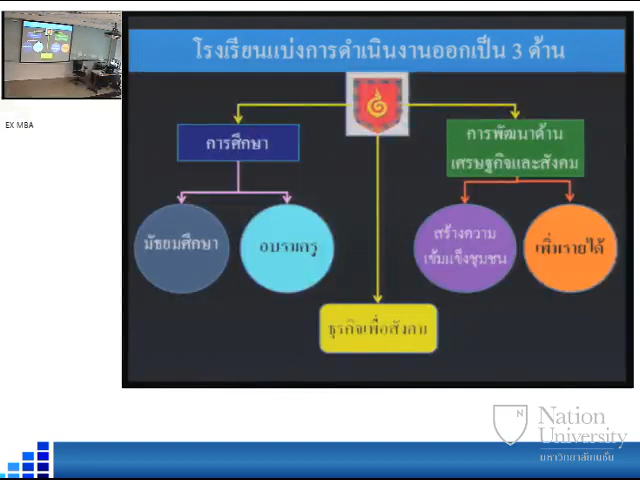 โรงเรียนแบ่งการดำเนินงานออกเป็น 3 ด้าน
EX MBA
การศึกษา
การพัฒนาด้าน
เศรษฐกิจและสังคม
มัธยมศึกษา
อบรมครู
สร้างความ
เข้มแข็งชุมชน
เพิ่มรายได้
ธุรกิจเพื่อสังคม
N
Nation
University
มหาวิทยาลัยเนชั่น